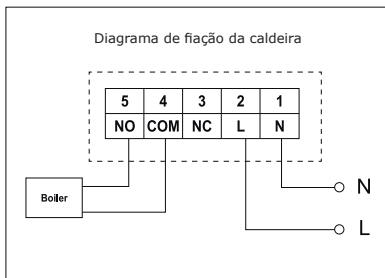 Diagrama de fiação da caldeira
5 4 3 2 1
NO COM NC L N
Boiler
N
L